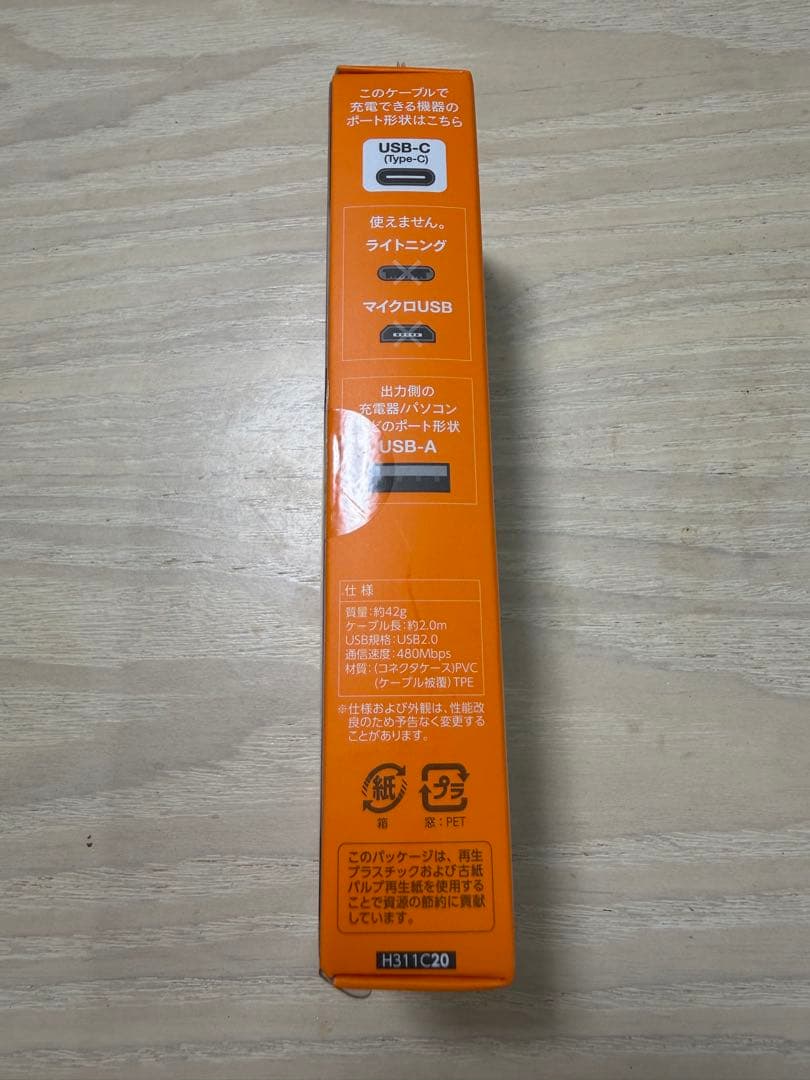 このケーブルで
充電できる機器の
ポート形状はこちら
USB-C
(Type-C)
使えません。
ライトニング
マイクロUSB
出力側の
充電器/パソコン
どのポート形状
USB-A
仕様
質量:約42g
ケーブル長:約2.0m
USB規格:USB2.0
通信速度:480Mbps
材質:(コネクタケース)PVC
(ケーブル被覆)TPE
※仕様および外観は、性能改
良のため予告なく変更する
ことがあります。
紙
プラ
箱
窓:PET
このパッケージは、再生
プラスチックおよび古紙
パルプ再生紙を使用する
ことで資源の節約に貢献
しています。
H311C20